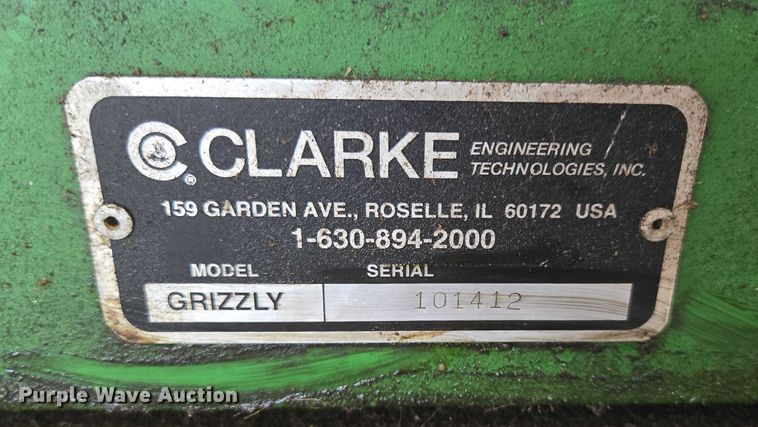 C CLARKE ENGINEERING
TECHNOLOGIES, INC.
®
159 GARDEN AVE., ROSELLE, IL 60172 USA
1-630-894-2000
MODEL SERIAL
GRIZZLY 101412
Purple Wave Auction